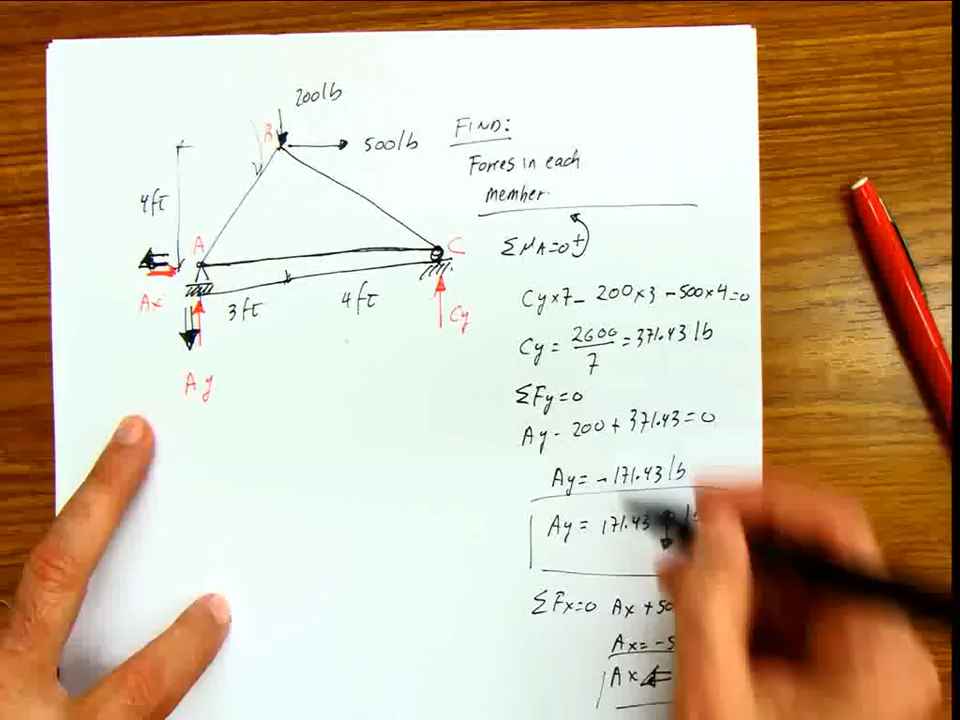 200lb
B
500lb
FIND:
Forces in each
member.
4ft
A
C
ΣMA=0 +
Ax
3ft
4ft
Cy
Cy×7- 200×3 -500×4=0
Cy = 2600/7 = 371.43 lb
Ay
ΣFy=0
Ay - 200 + 371.43 = 0
Ay = -171.43 lb
Ay = 171.43
ΣFx=0 Ax +
Ax = -
Ax